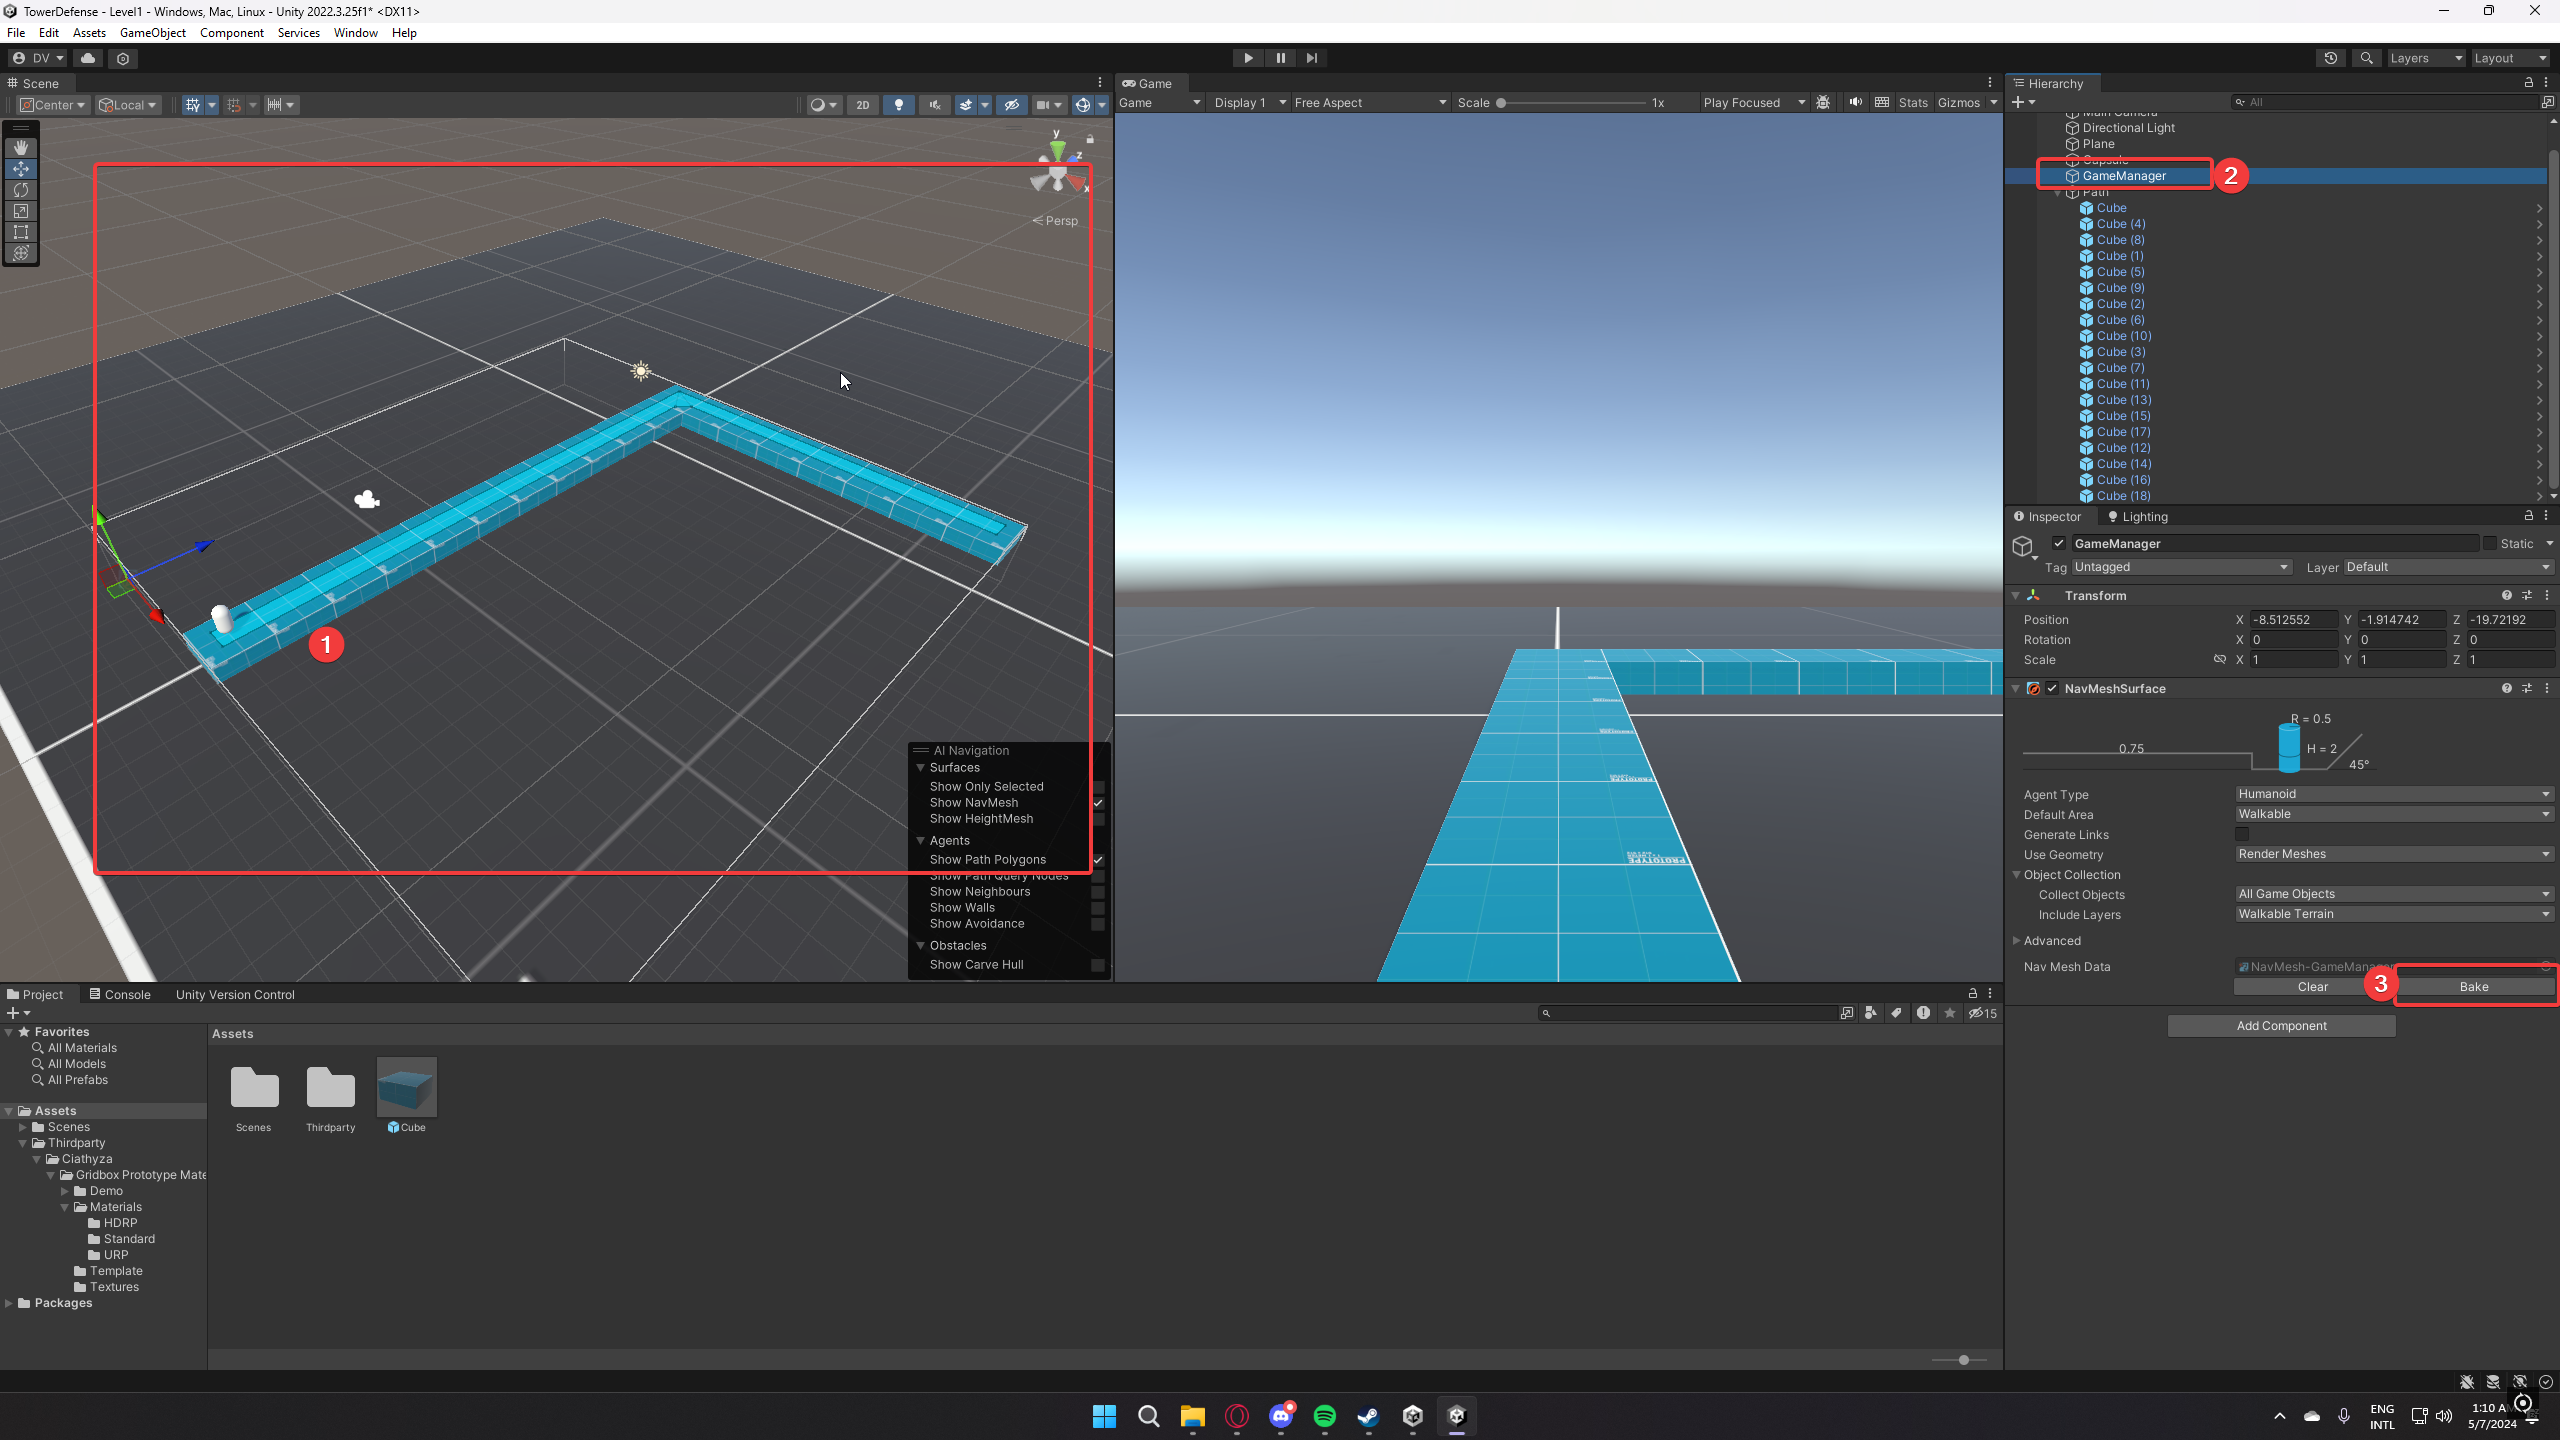 TowerDefense - Level1 - Windows, Mac, Linux - Unity 2022.3.25f1* <DX11>
File Edit Assets GameObject Component Services Window Help
DV
Layers Layout
Scene
Center Local
2D
y
z
x
Persp
1
AI Navigation
Surfaces
Show Only Selected
Show NavMesh
Show HeightMesh
Agents
Show Path Polygons
Show Path Query Nodes
Show Neighbours
Show Walls
Show Avoidance
Obstacles
Show Carve Hull
Game
Game Display 1 Free Aspect Scale 1x Play Focused Stats Gizmos
PROTOTYPE
PROTOTYPE
Hierarchy
All
Main Camera
Directional Light
Plane
Capsule
GameManager
2
Path
Cube
Cube (4)
Cube (8)
Cube (1)
Cube (5)
Cube (9)
Cube (2)
Cube (6)
Cube (10)
Cube (3)
Cube (7)
Cube (11)
Cube (13)
Cube (15)
Cube (17)
Cube (12)
Cube (14)
Cube (16)
Cube (18)
Inspector Lighting
GameManager Static
Tag Untagged Layer Default
Transform
Position X -8.512552 Y -1.914742 Z -19.72192
Rotation X 0 Y 0 Z 0
Scale X 1 Y 1 Z 1
NavMeshSurface
R = 0.5
0.75
H = 2
45°
Agent Type Humanoid
Default Area Walkable
Generate Links
Use Geometry Render Meshes
Object Collection
Collect Objects All Game Objects
Include Layers Walkable Terrain
Advanced
Nav Mesh Data NavMesh-GameManager
Clear 3 Bake
Add Component
Project Console Unity Version Control
15
Favorites
All Materials
All Models
All Prefabs
Assets
Scenes
Thirdparty
Ciathyza
Gridbox Prototype Mate
Demo
Materials
HDRP
Standard
URP
Template
Textures
Packages
Assets
Scenes Thirdparty Cube
ENG
INTL
1:10 A
5/7/2024